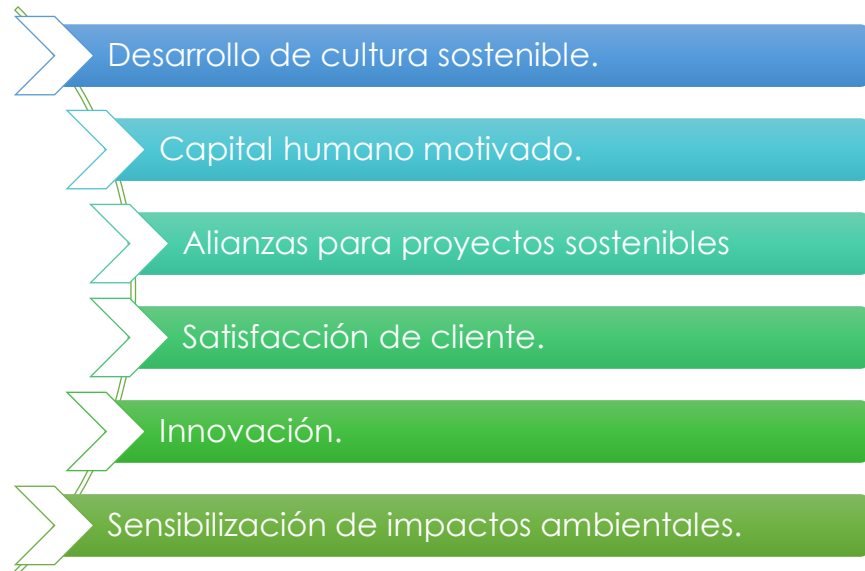 Desarrollo de cultura sostenible.
Capital humano motivado.
Alianzas para proyectos sostenibles
Satisfacción de cliente.
Innovación.
Sensibilización de impactos ambientales.